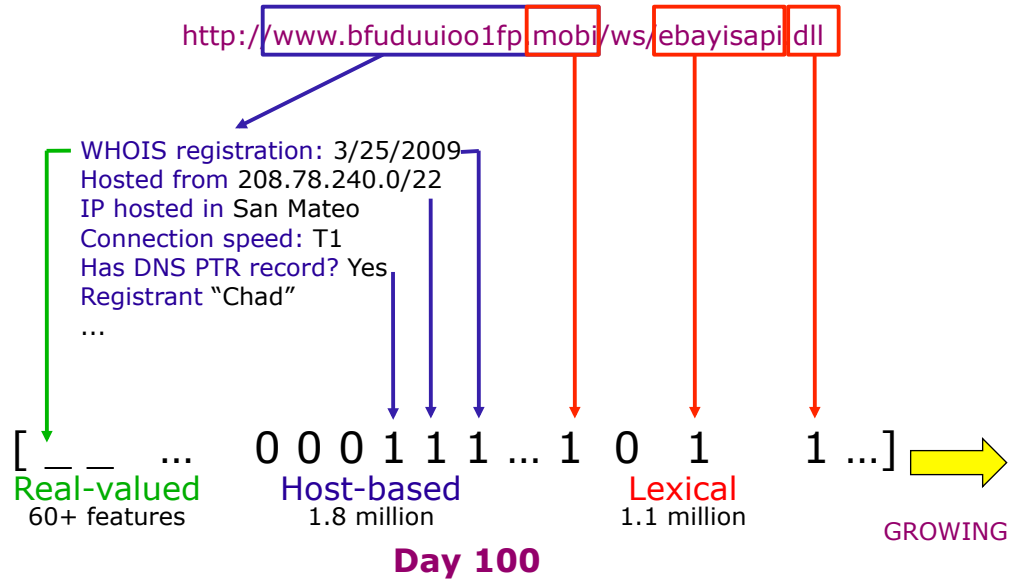 http://www.bfuduuioo1fp.mobi/ws/ebayisapi.dll
WHOIS registration: 3/25/2009
Hosted from 208.78.240.0/22
IP hosted in San Mateo
Connection speed: T1
Has DNS PTR record? Yes
Registrant “Chad”
...
[ _ _ ... 0 0 0 1 1 1 ... 1 0 1 1 ...]
Real-valued Host-based Lexical
60+ features 1.8 million 1.1 million
GROWING
Day 100